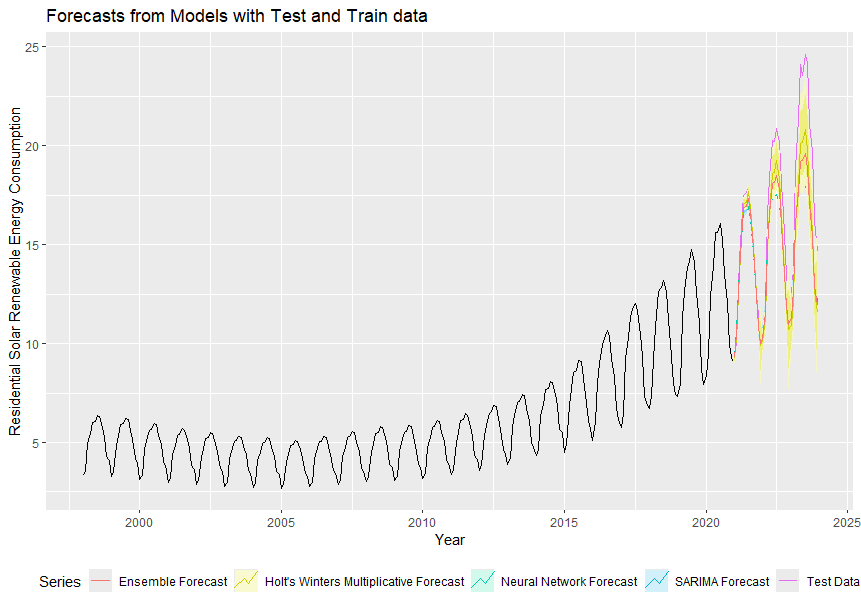 Forecasts from Models with Test and Train data
Residential Solar Renewable Energy Consumption
25
20
15
10
5
2000 2005 2010 2015 2020 2025
Year
Series Ensemble Forecast Holt's Winters Multiplicative Forecast Neural Network Forecast SARIMA Forecast Test Data